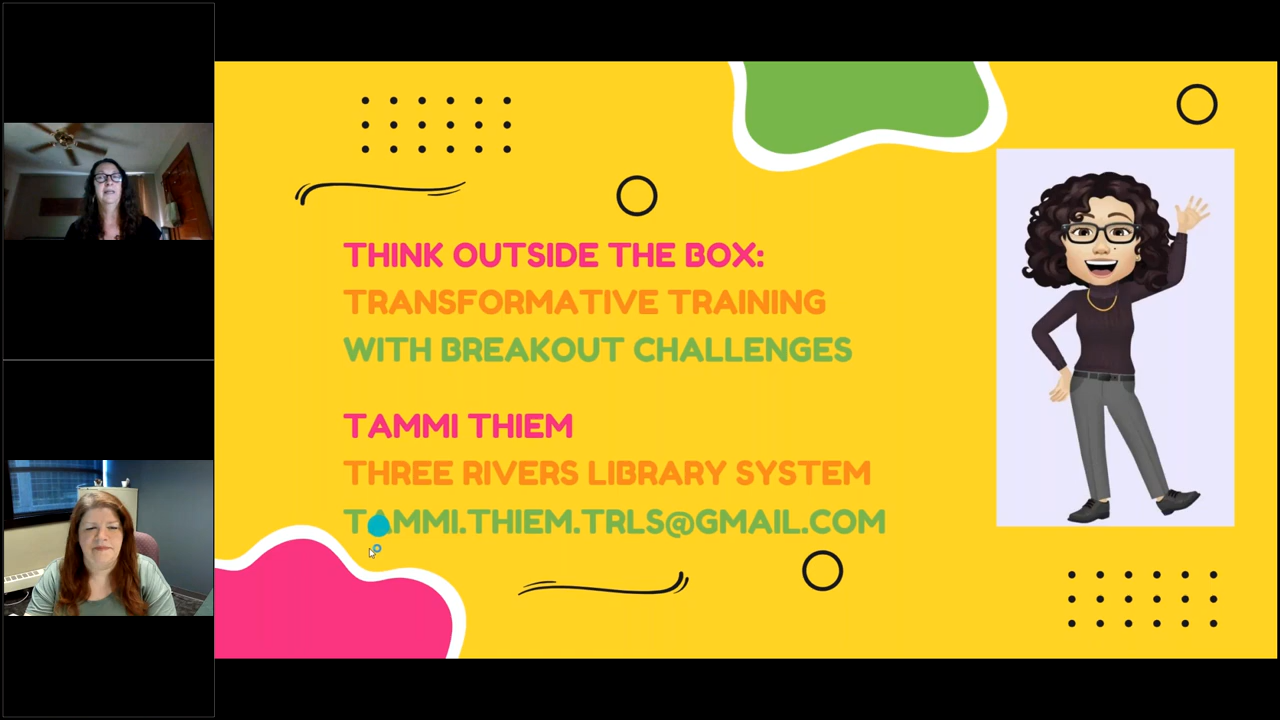 THINK OUTSIDE THE BOX:
TRANSFORMATIVE TRAINING
WITH BREAKOUT CHALLENGES
TAMMI THIEM
THREE RIVERS LIBRARY SYSTEM
TAMMI.THIEM.TRLS@GMAIL.COM